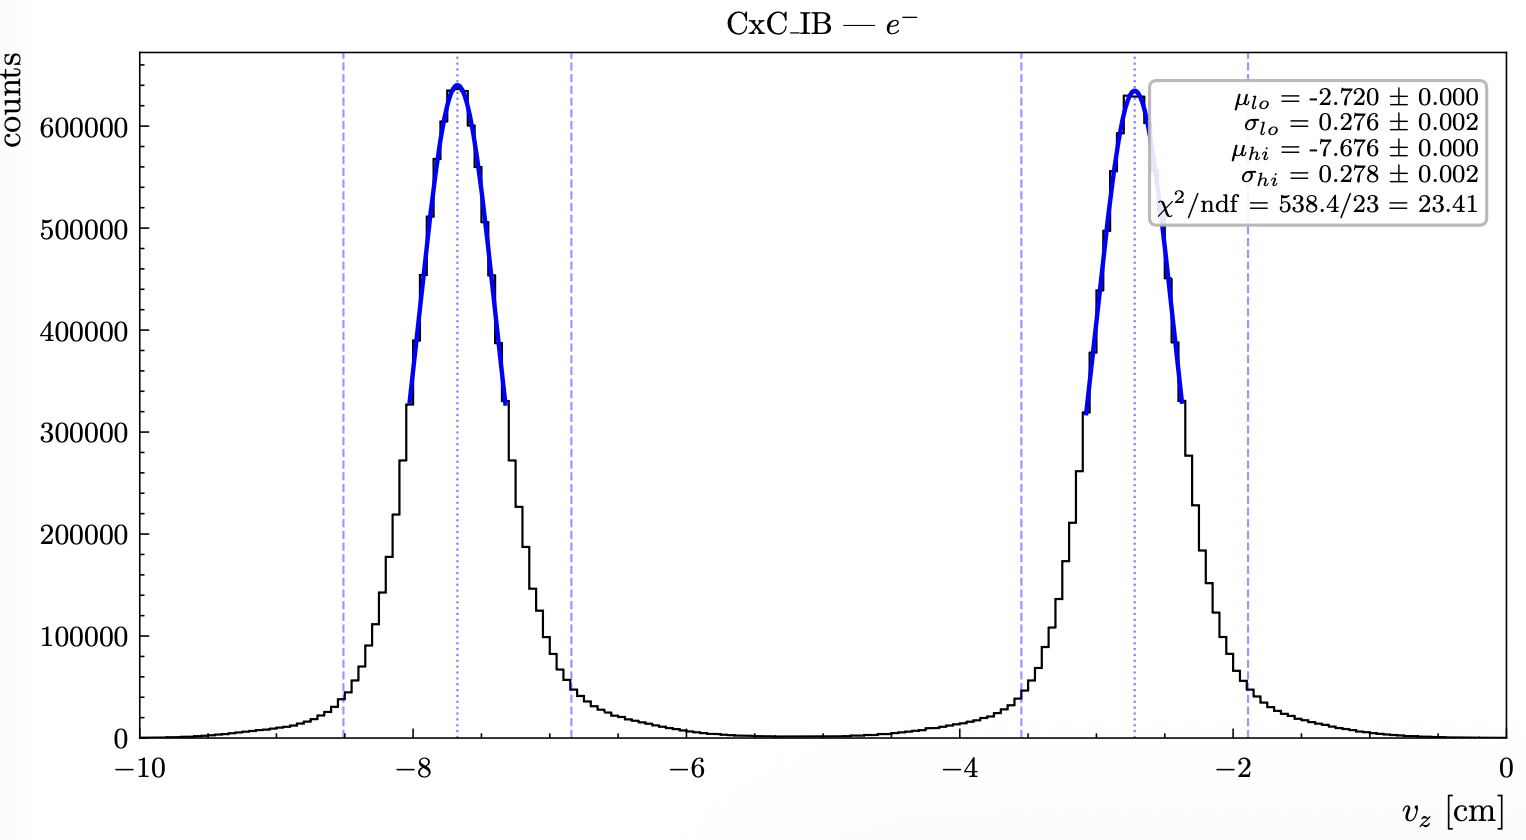 CxC_IB — e⁻
counts
600000
500000
400000
300000
200000
100000
0
μ_lo = -2.720 ± 0.000
σ_lo = 0.276 ± 0.002
μ_hi = -7.676 ± 0.000
σ_hi = 0.278 ± 0.002
χ²/ndf = 538.4/23 = 23.41
−10 −8 −6 −4 −2 0
v_z [cm]